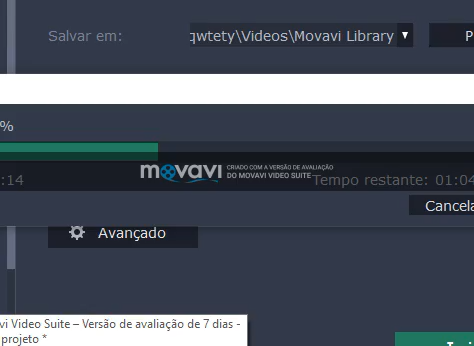 Salvar em:
qwtety\Videos\Movavi Library
P
%
movavi
CRIADO COM A VERSÃO DE AVALIAÇÃO
DO MOVAVI VIDEO SUITE
:14
Tempo restante: 01:04
Cancela
Avançado
vi Video Suite – Versão de avaliação de 7 dias -
projeto *